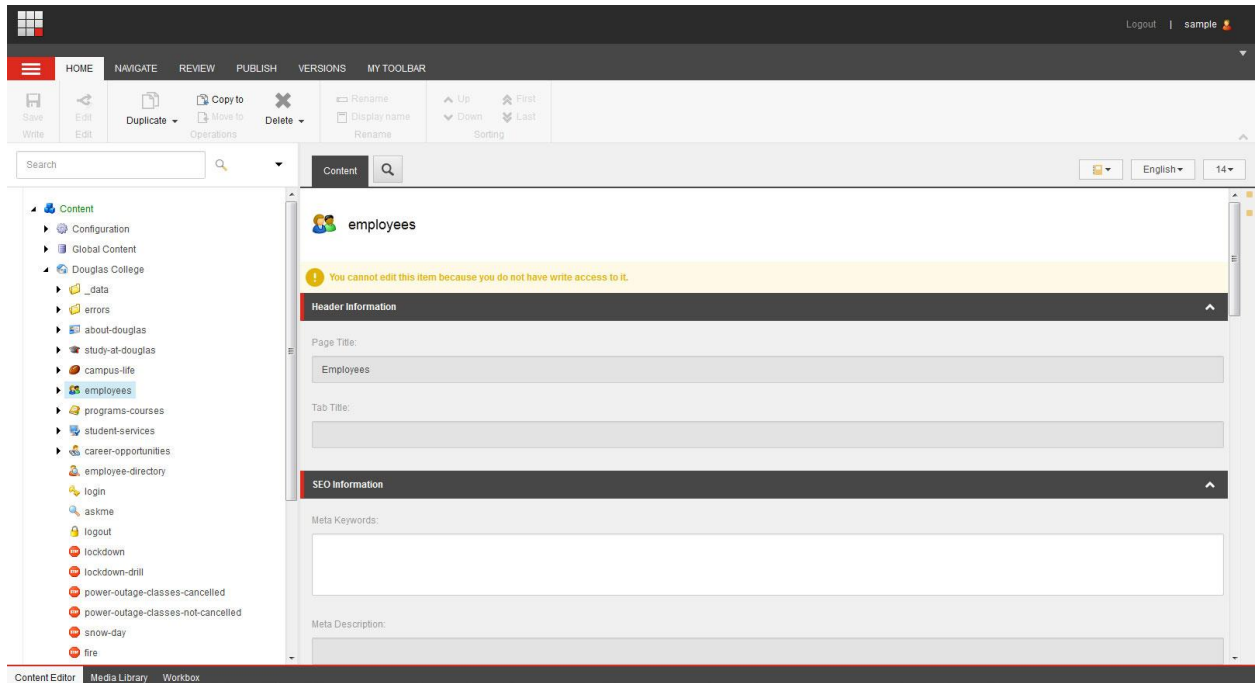 Logout | sample
HOME NAVIGATE REVIEW PUBLISH VERSIONS MY TOOLBAR
Save
Write
Edit
Edit
Duplicate
Copy to
Move to
Delete
Operations
Rename
Display name
Rename
Up
Down
First
Last
Sorting
Search
Content
Configuration
Global Content
Douglas College
_data
errors
about-douglas
study-at-douglas
campus-life
employees
programs-courses
student-services
career-opportunities
employee-directory
login
askme
logout
lockdown
lockdown-drill
power-outage-classes-cancelled
power-outage-classes-not-cancelled
snow-day
fire
Content
English
14
employees
You cannot edit this item because you do not have write access to it.
Header Information
Page Title:
Employees
Tab Title:
SEO Information
Meta Keywords:
Meta Description:
Content Editor Media Library Workbox